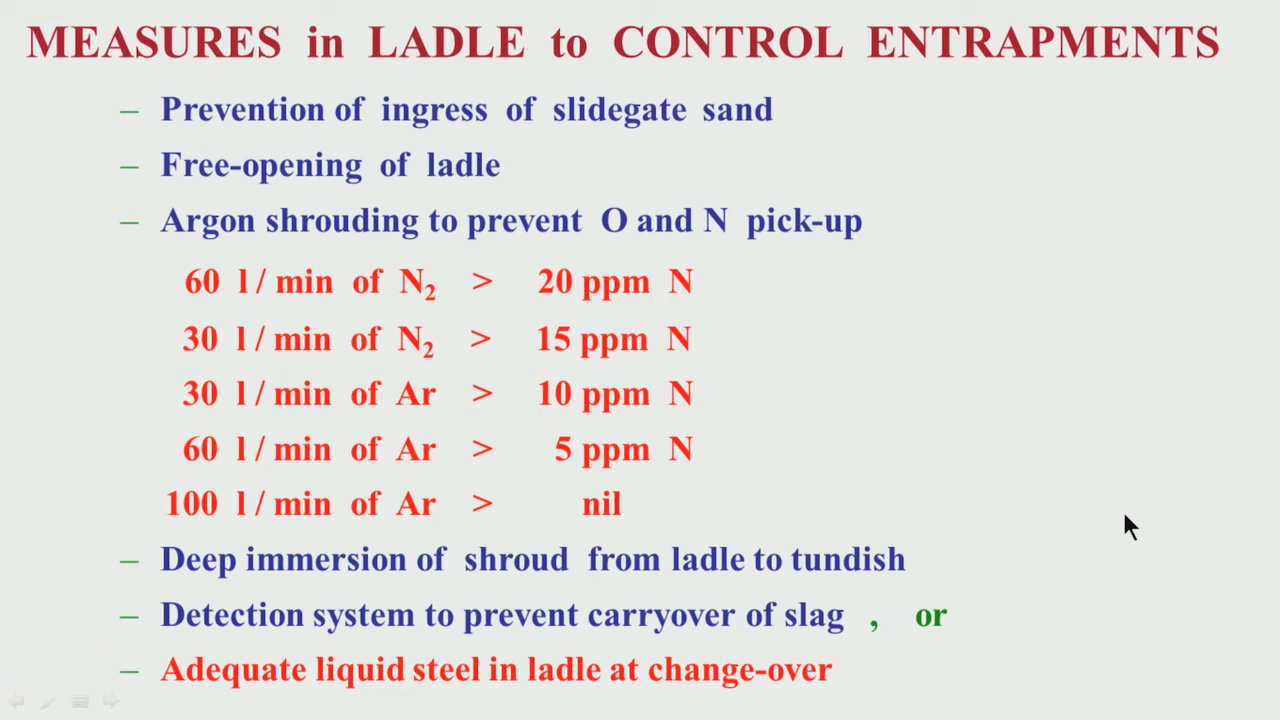 MEASURES in LADLE to CONTROL ENTRAPMENTS
– Prevention of ingress of slidegate sand
– Free-opening of ladle
– Argon shrouding to prevent O and N pick-up
60 l / min of N₂ > 20 ppm N
30 l / min of N₂ > 15 ppm N
30 l / min of Ar > 10 ppm N
60 l / min of Ar > 5 ppm N
100 l / min of Ar > nil
– Deep immersion of shroud from ladle to tundish
– Detection system to prevent carryover of slag , or
– Adequate liquid steel in ladle at change-over